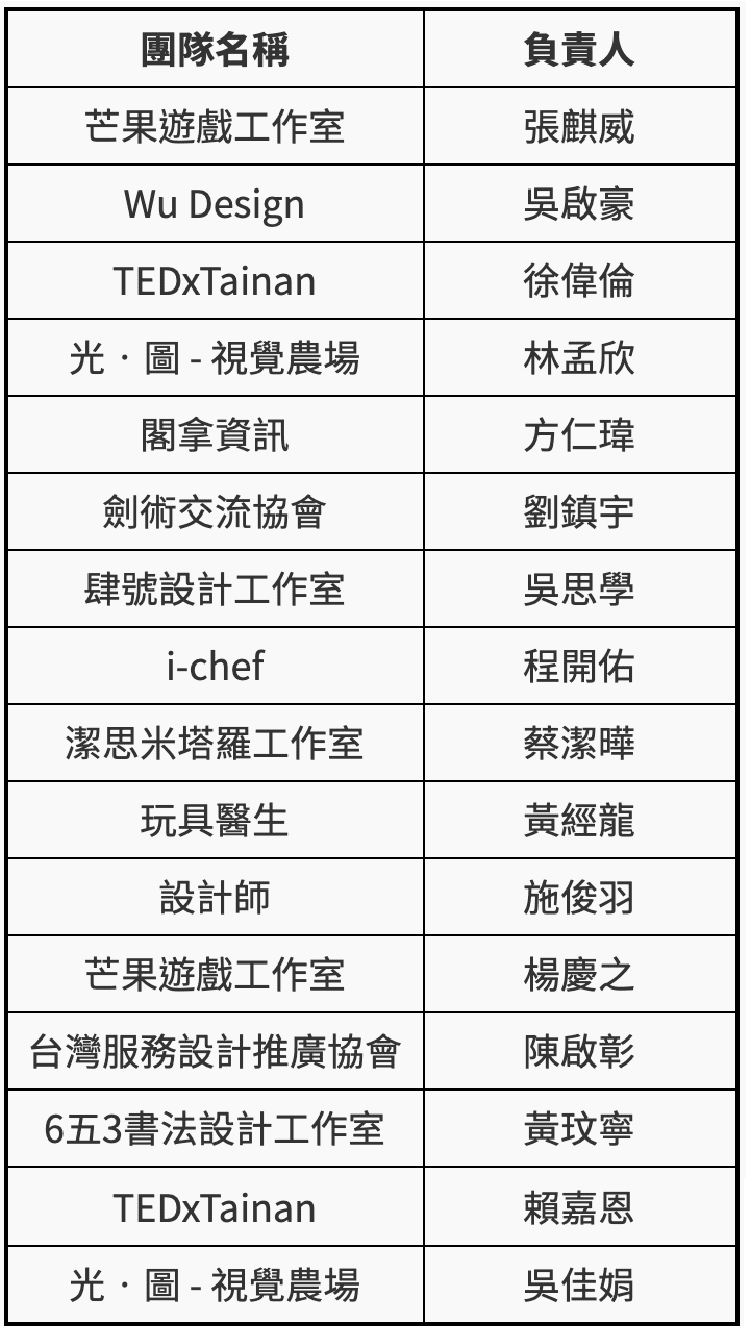 團隊名稱 負責人
芒果遊戲工作室 張麒威
Wu Design 吳啟豪
TEDxTainan 徐偉倫
光‧圖 - 視覺農場 林孟欣
閣拿資訊 方仁瑋
劍術交流協會 劉鎮宇
肆號設計工作室 吳思學
i-chef 程開佑
潔思米塔羅工作室 蔡潔曄
玩具醫生 黃經龍
設計師 施俊羽
芒果遊戲工作室 楊慶之
台灣服務設計推廣協會 陳啟彰
6五3書法設計工作室 黃玟寧
TEDxTainan 賴嘉恩
光‧圖 - 視覺農場 吳佳娟